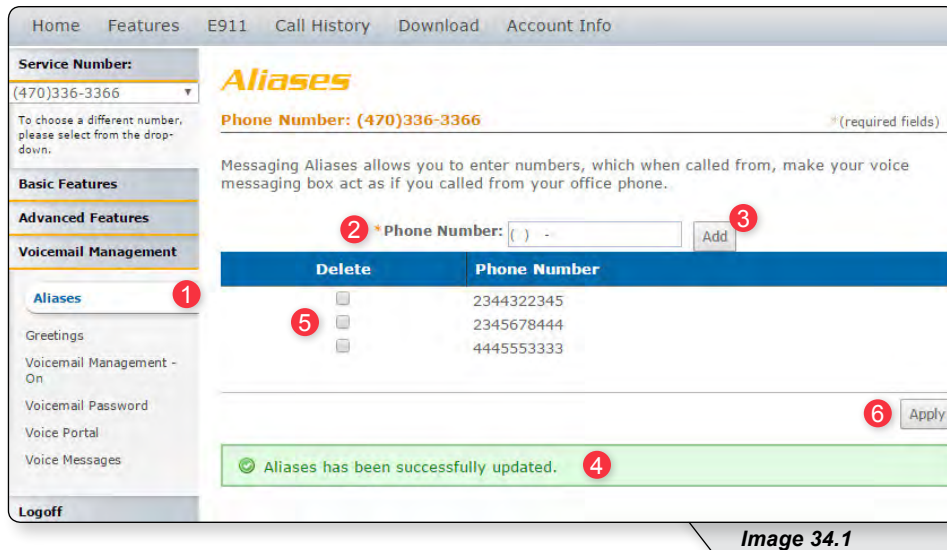 Home Features E911 Call History Download Account Info
Service Number:
(470)336-3366
To choose a different number,
please select from the drop-
down.
Basic Features
Advanced Features
Voicemail Management
Aliases 1
Greetings
Voicemail Management -
On
Voicemail Password
Voice Portal
Voice Messages
Logoff
Aliases
Phone Number: (470)336-3366 *(required fields)
Messaging Aliases allows you to enter numbers, which when called from, make your voice
messaging box act as if you called from your office phone.
2 *Phone Number: ( ) - Add 3
Delete Phone Number
2344322345
5 2345678444
4445553333
6 Apply
Aliases has been successfully updated. 4
Image 34.1